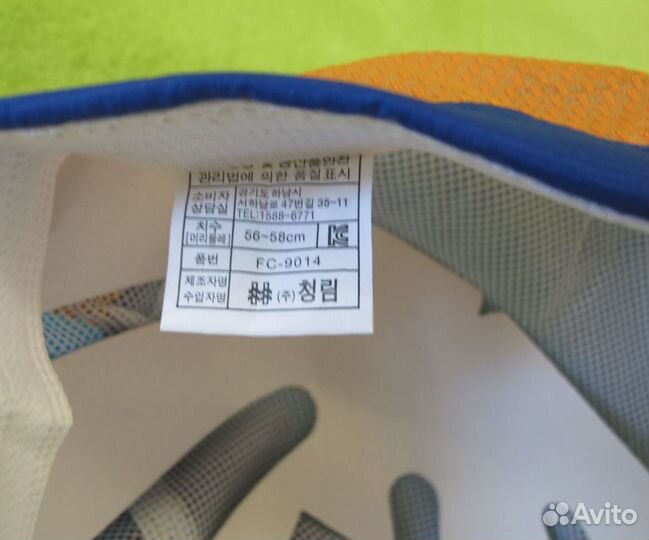 관리법에 의한 품질표시
소비자 상담실
경기도 하남시
서하남로 47번길 35-11
TEL:1588-6771
치수
[머리둘레]
56~58cm
품번
FC-9014
제조자명
수입자명
(주)청림
Avito